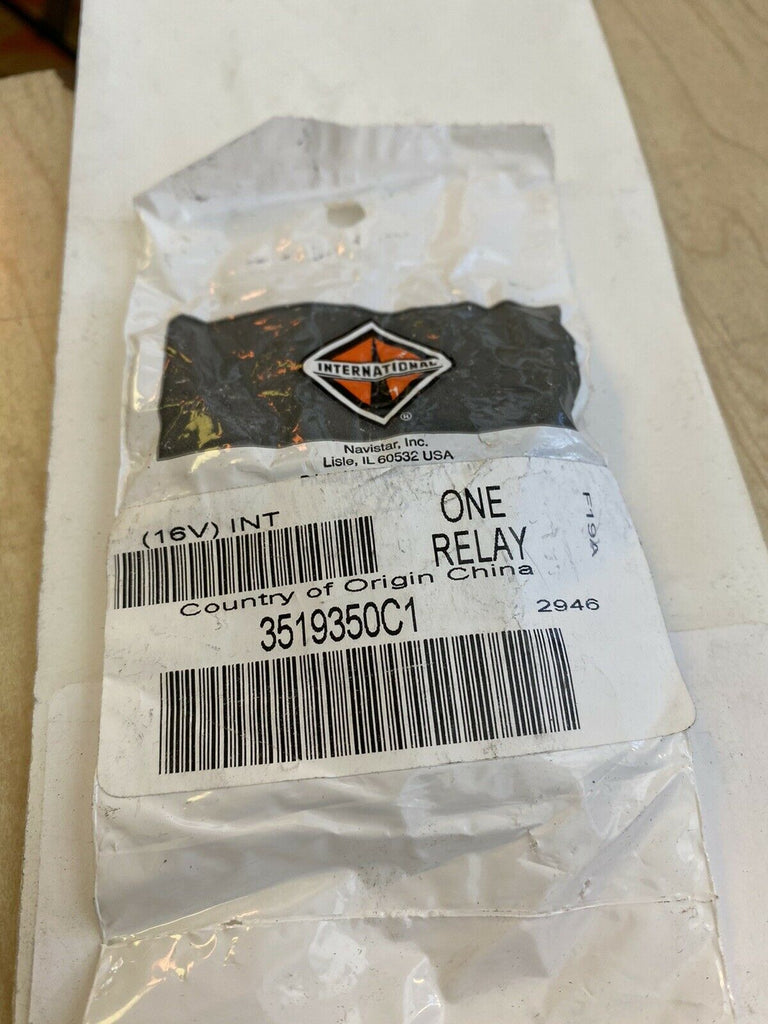 INTERNATIONAL
®
Navistar, Inc.
Lisle, IL 60532 USA
(16V) INT
ONE
RELAY
F19A
Country of Origin China
3519350C1
2946